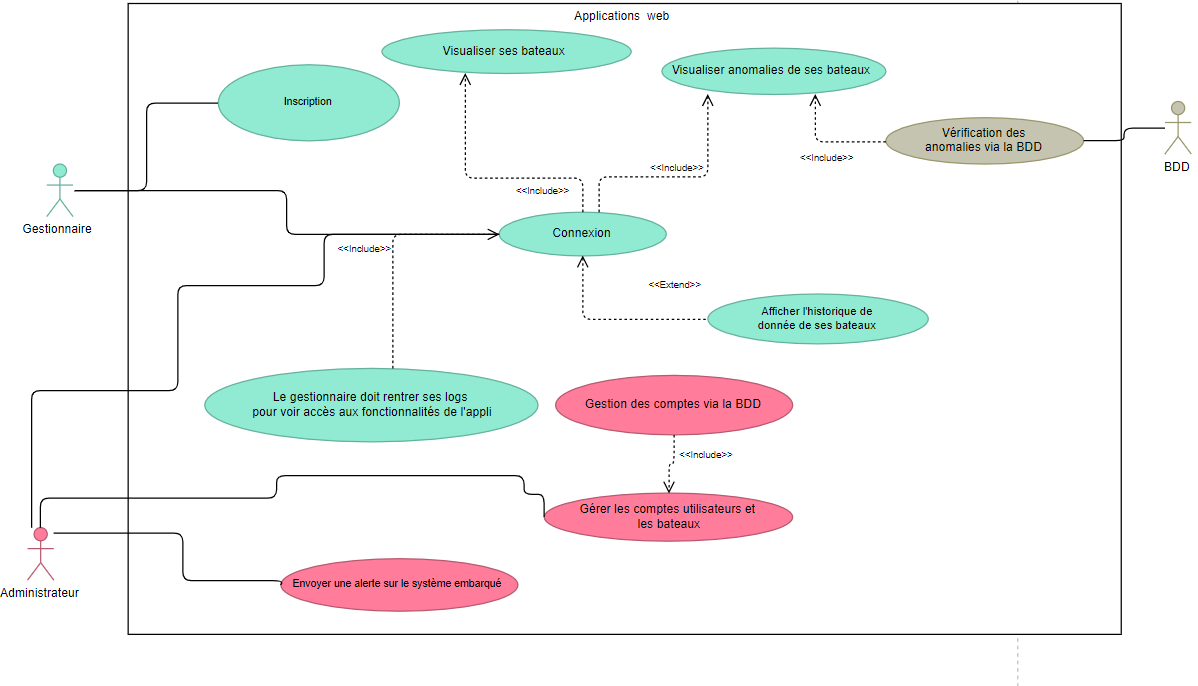 Applications web
Visualiser ses bateaux
Visualiser anomalies de ses bateaux
Inscription
Vérification des
anomalies via la BDD
BDD
<<Include>>
<<Include>>
<<Include>>
Gestionnaire
Connexion
<<Include>>
<<Extend>>
Afficher l'historique de
donnée de ses bateaux
Le gestionnaire doit rentrer ses logs
pour voir accès aux fonctionnalités de l'appli
Gestion des comptes via la BDD
<<Include>>
Gérer les comptes utilisateurs et
les bateaux
Envoyer une alerte sur le système embarqué
Administrateur